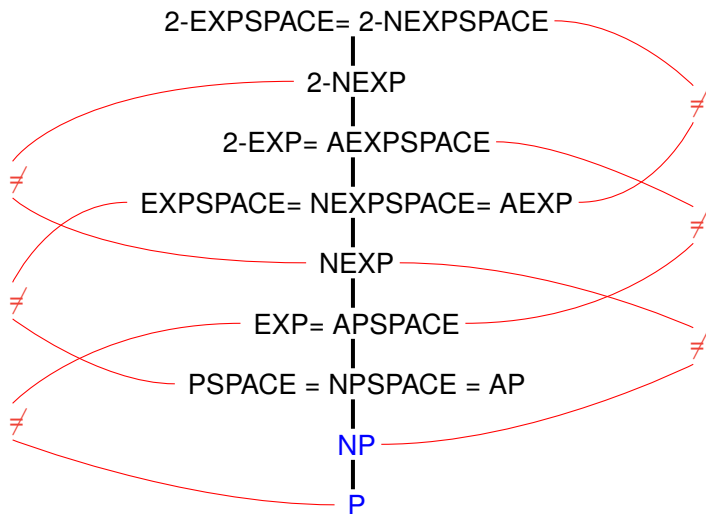 2-EXPSPACE= 2-NEXPSPACE
2-NEXP
≠
2-EXP= AEXPSPACE
≠
EXPSPACE= NEXPSPACE= AEXP
≠
NEXP
≠
EXP= APSPACE
≠
PSPACE = NPSPACE = AP
≠
NP
P